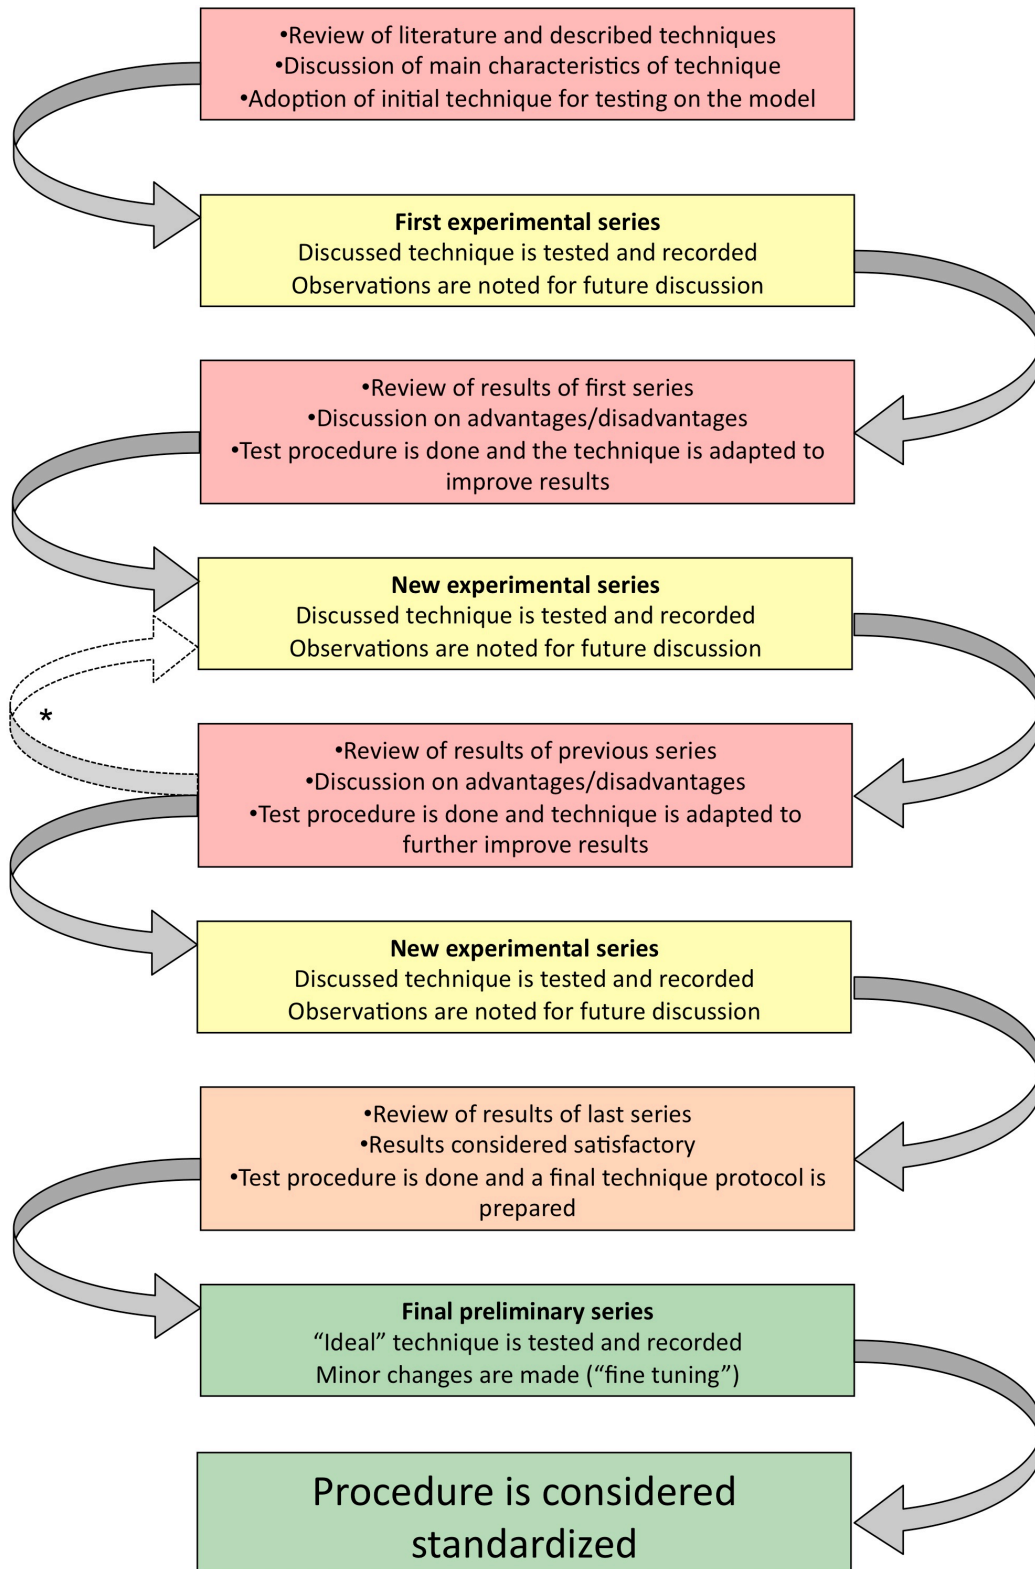 •Review of literature and described techniques
•Discussion of main characteristics of technique
•Adoption of initial technique for testing on the model
First experimental series
Discussed technique is tested and recorded
Observations are noted for future discussion
•Review of results of first series
•Discussion on advantages/disadvantages
•Test procedure is done and the technique is adapted to
improve results
New experimental series
Discussed technique is tested and recorded
Observations are noted for future discussion
*
•Review of results of previous series
•Discussion on advantages/disadvantages
•Test procedure is done and technique is adapted to
further improve results
New experimental series
Discussed technique is tested and recorded
Observations are noted for future discussion
•Review of results of last series
•Results considered satisfactory
•Test procedure is done and a final technique protocol is
prepared
Final preliminary series
“Ideal” technique is tested and recorded
Minor changes are made (“fine tuning”)
Procedure is considered
standardized